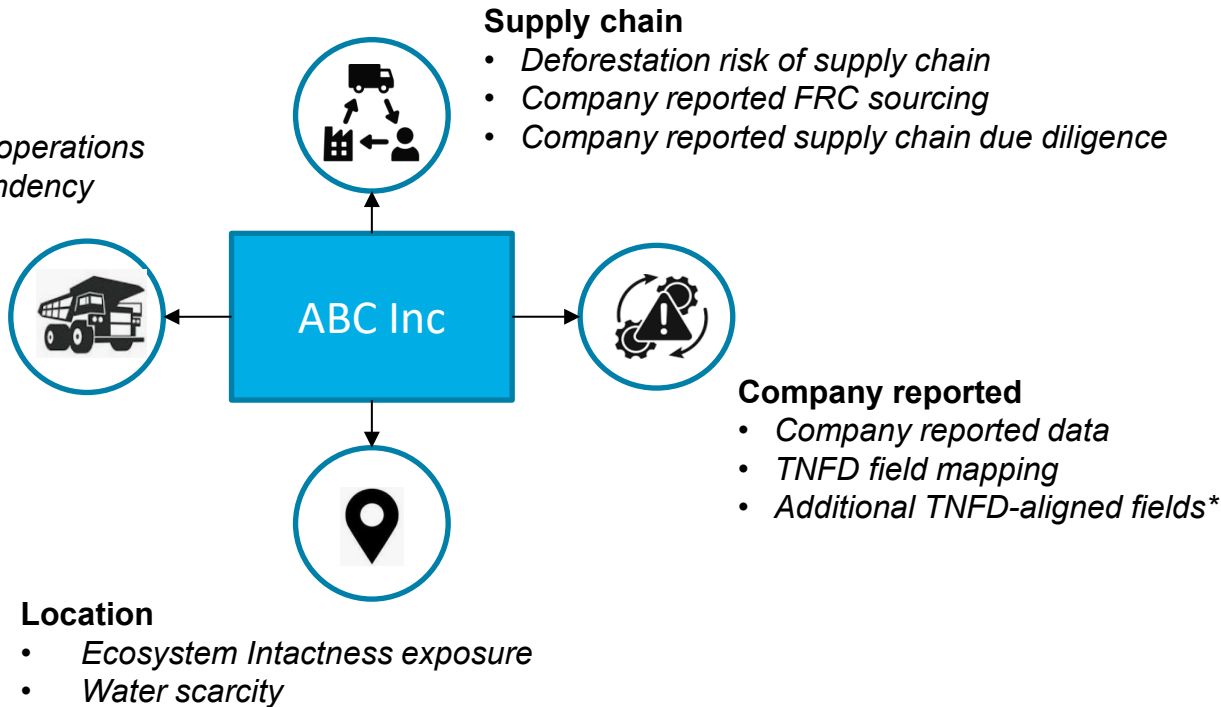 Supply chain
• Deforestation risk of supply chain
• Company reported FRC sourcing
• Company reported supply chain due diligence
operations
ABC Inc
Company reported
• Company reported data
• TNFD field mapping
• Additional TNFD-aligned fields*
Location
• Ecosystem Intactness exposure
• Water scarcity